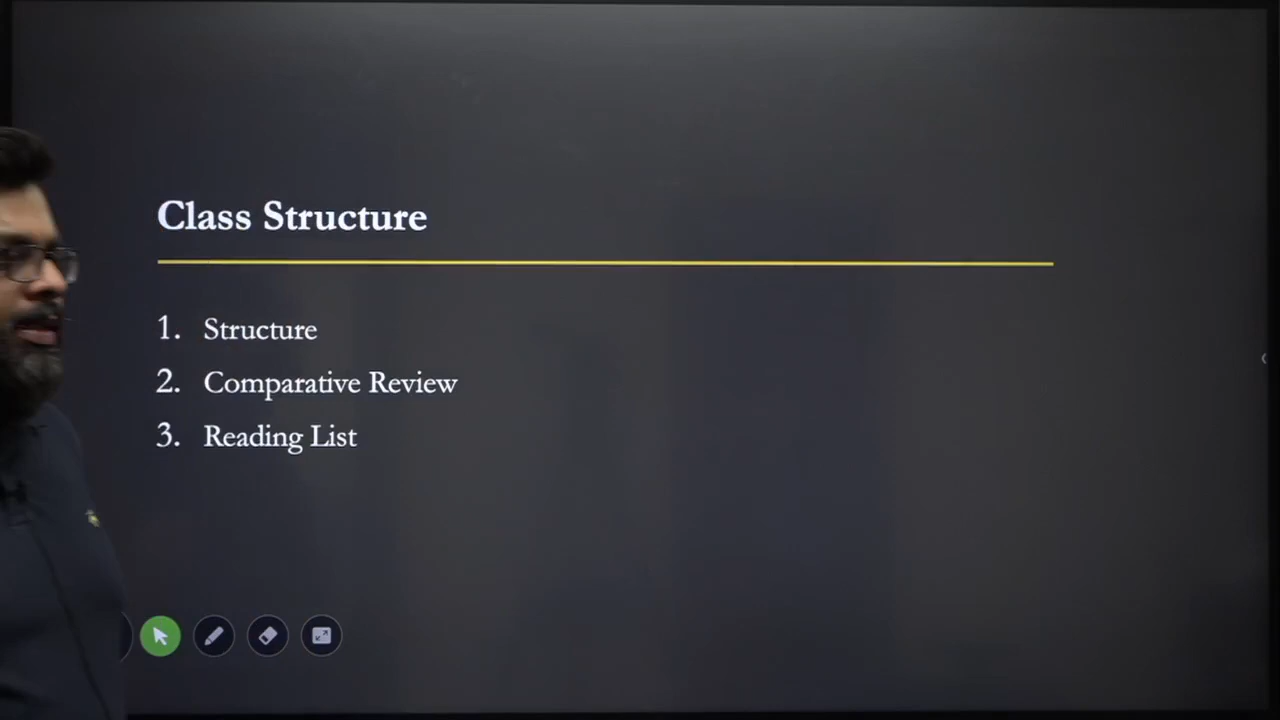 Class Structure
1. Structure
2. Comparative Review
3. Reading List